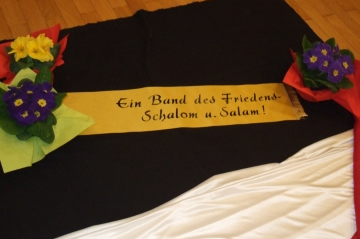 Ein Band des Friedens-
Schalom u. Salam!